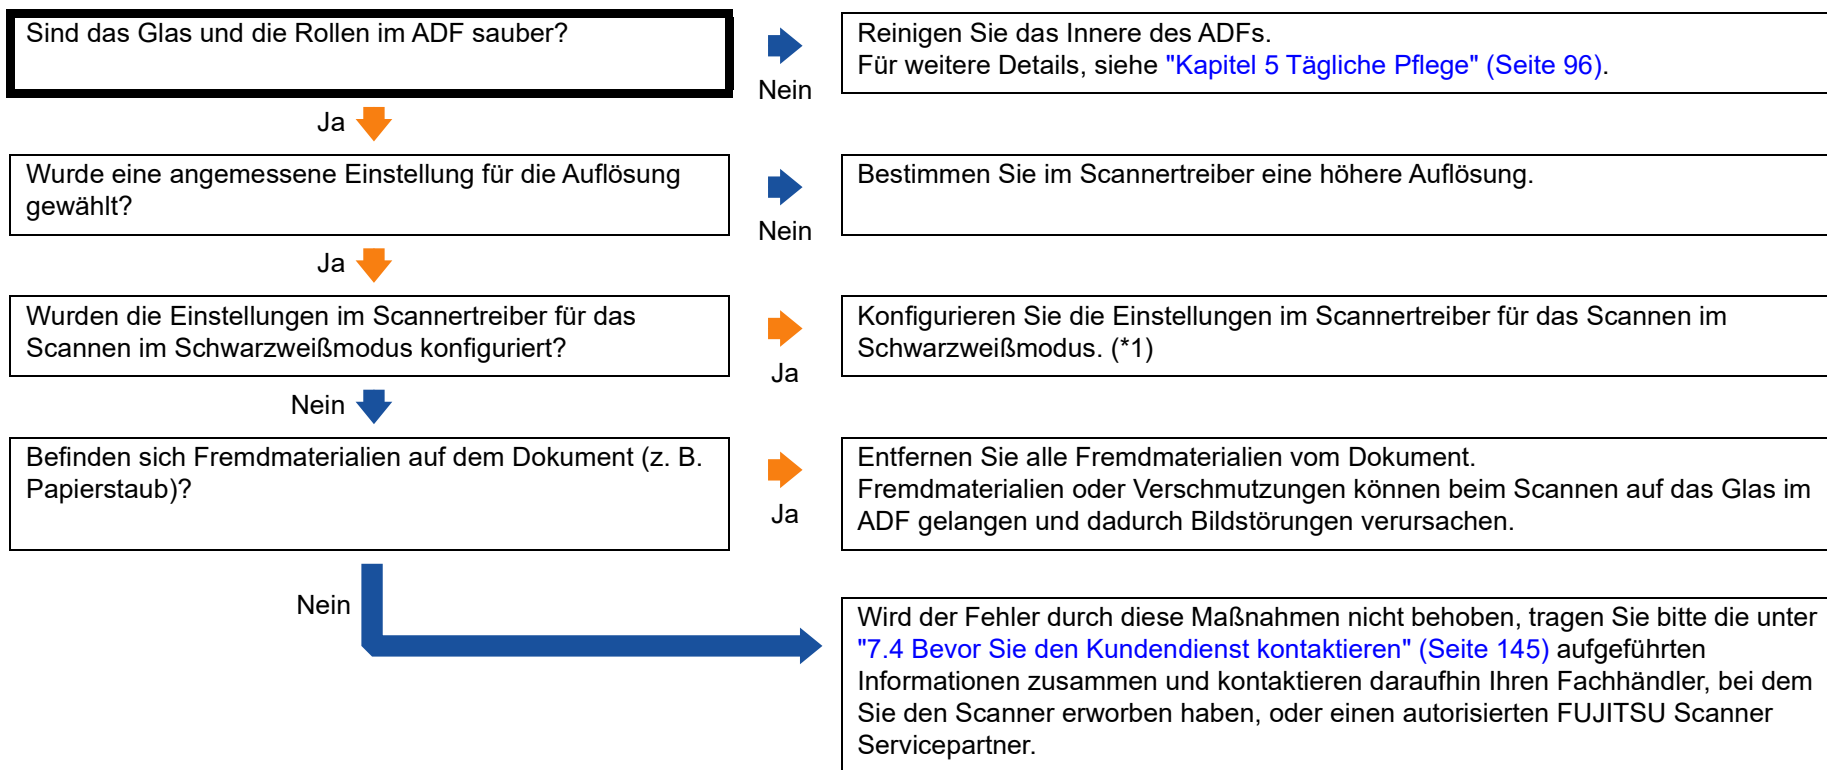 Sind das Glas und die Rollen im ADF sauber?
Nein
Reinigen Sie das Innere des ADFs.
Für weitere Details, siehe "Kapitel 5 Tägliche Pflege" (Seite 96).
Ja
Wurde eine angemessene Einstellung für die Auflösung
gewählt?
Nein
Bestimmen Sie im Scannertreiber eine höhere Auflösung.
Ja
Wurden die Einstellungen im Scannertreiber für das
Scannen im Schwarzweißmodus konfiguriert?
Ja
Konfigurieren Sie die Einstellungen im Scannertreiber für das Scannen im
Schwarzweißmodus. (*1)
Nein
Befinden sich Fremdmaterialien auf dem Dokument (z. B.
Papierstaub)?
Ja
Entfernen Sie alle Fremdmaterialien vom Dokument.
Fremdmaterialien oder Verschmutzungen können beim Scannen auf das Glas im
ADF gelangen und dadurch Bildstörungen verursachen.
Nein
Wird der Fehler durch diese Maßnahmen nicht behoben, tragen Sie bitte die unter
"7.4 Bevor Sie den Kundendienst kontaktieren" (Seite 145) aufgeführten
Informationen zusammen und kontaktieren daraufhin Ihren Fachhändler, bei dem
Sie den Scanner erworben haben, oder einen autorisierten FUJITSU Scanner
Servicepartner.